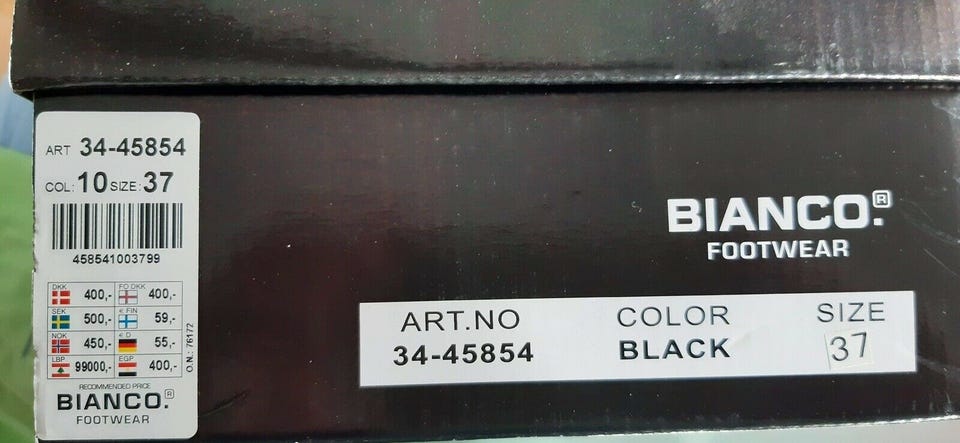 ART 34-45854
COL: 10 SIZE: 37
458541003799
DKK 400,- FO DKK 400,-
SEK 500,- € FIN 59,-
NOK 450,- € D 55,-
LBP 99000,- EGP 400,-
O.N.: 76172
RECOMMENDED PRICE
BIANCO.®
FOOTWEAR
BIANCO.®
FOOTWEAR
ART.NO COLOR SIZE
34-45854 BLACK 37